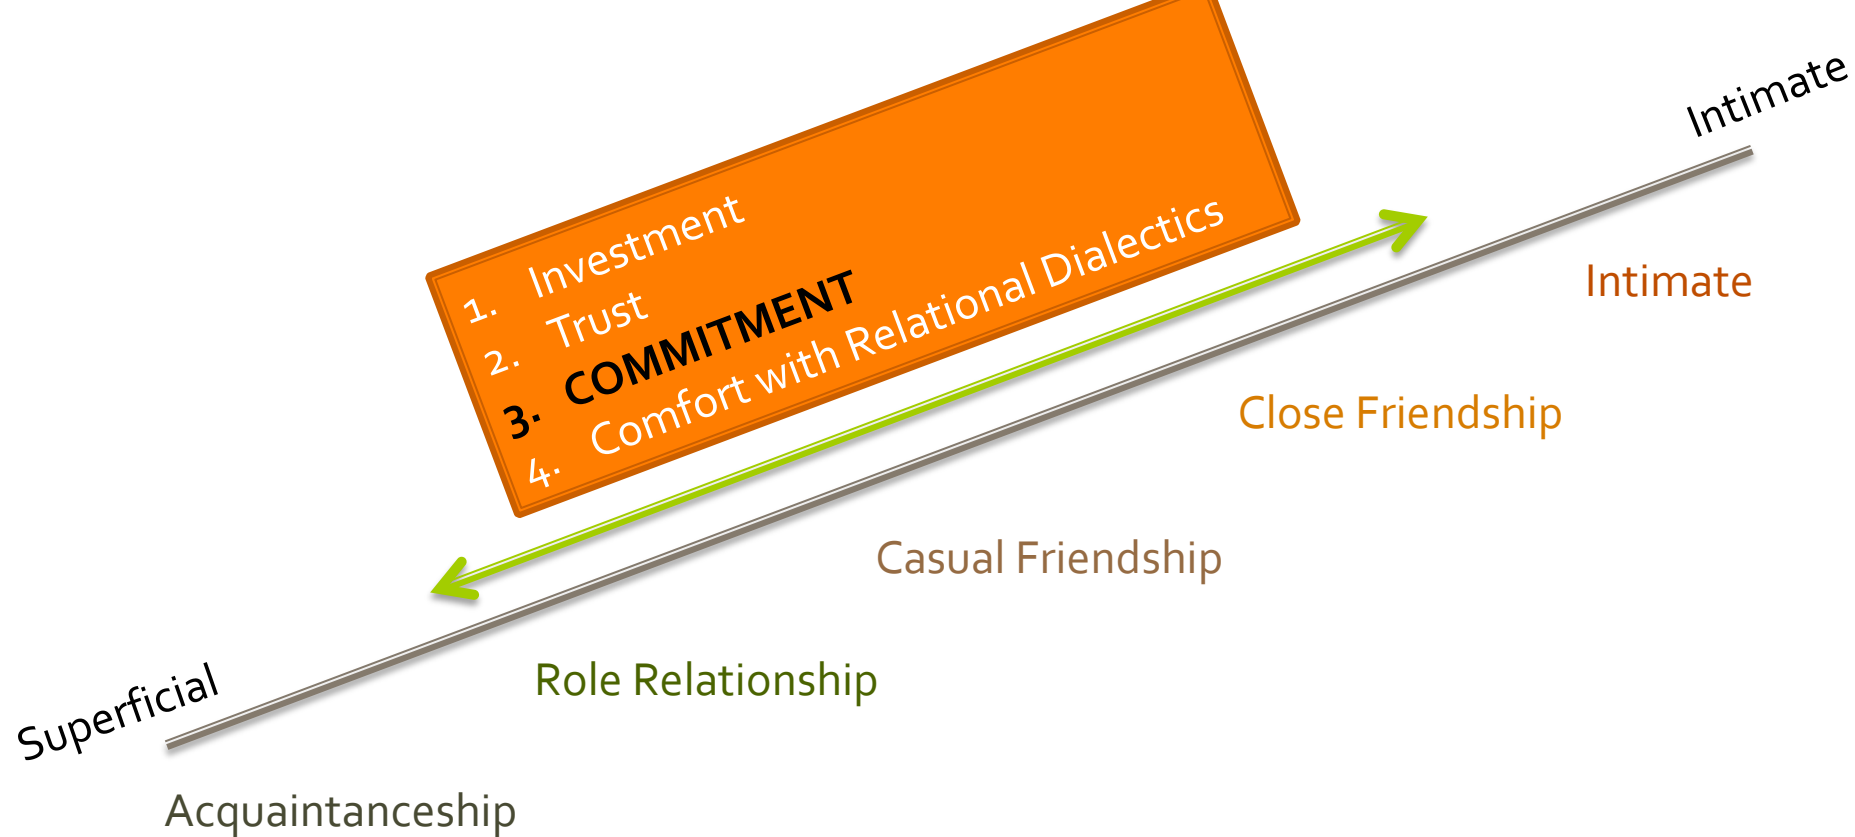 Intimate
1. Investment
2. Trust
3. COMMITMENT
4. Comfort with Relational Dialectics
Intimate
Close Friendship
Casual Friendship
Role Relationship
Superficial
Acquaintanceship